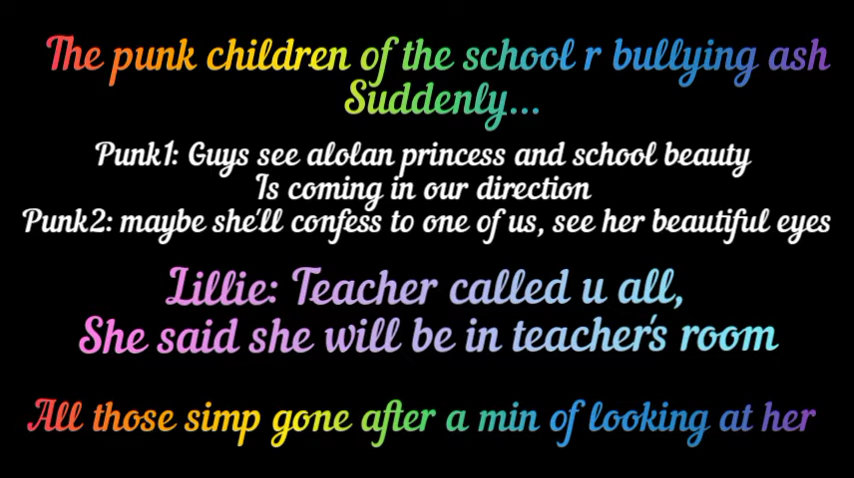 The punk children of the school r bullying ash
Suddenly...
Punk1: Guys see alolan princess and school beauty
Is coming in our direction
Punk2: maybe she'll confess to one of us, see her beautiful eyes
Lillie: Teacher called u all,
She said she will be in teacher's room
All those simp gone after a min of looking at her